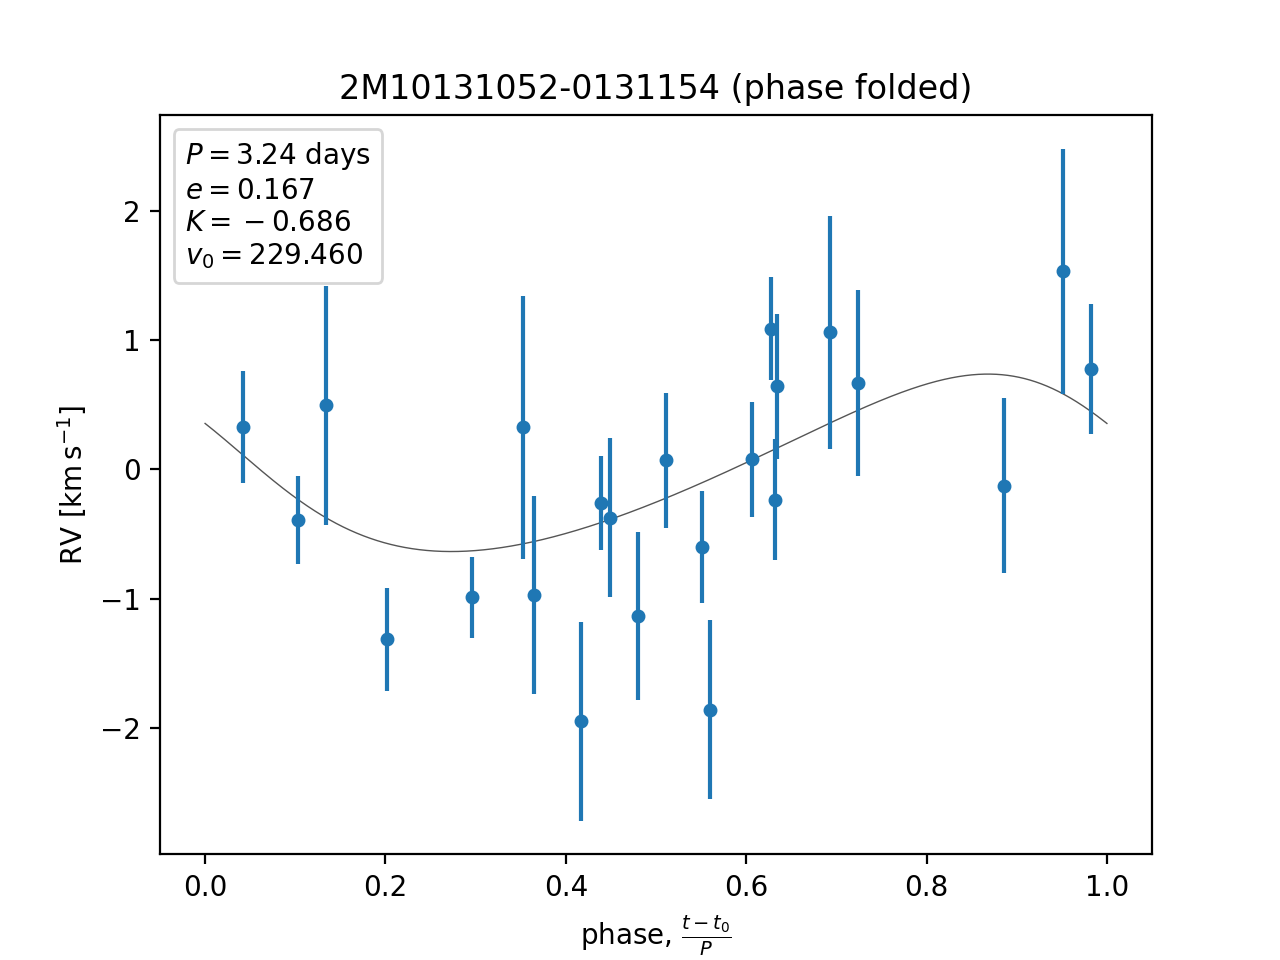 2M10131052-0131154 (phase folded)
P = 3.24 days
e = 0.167
K = −0.686
v₀ = 229.460
RV [km s⁻¹]
2
1
0
−1
−2
0.0 0.2 0.4 0.6 0.8 1.0
phase, (t − t₀)/P